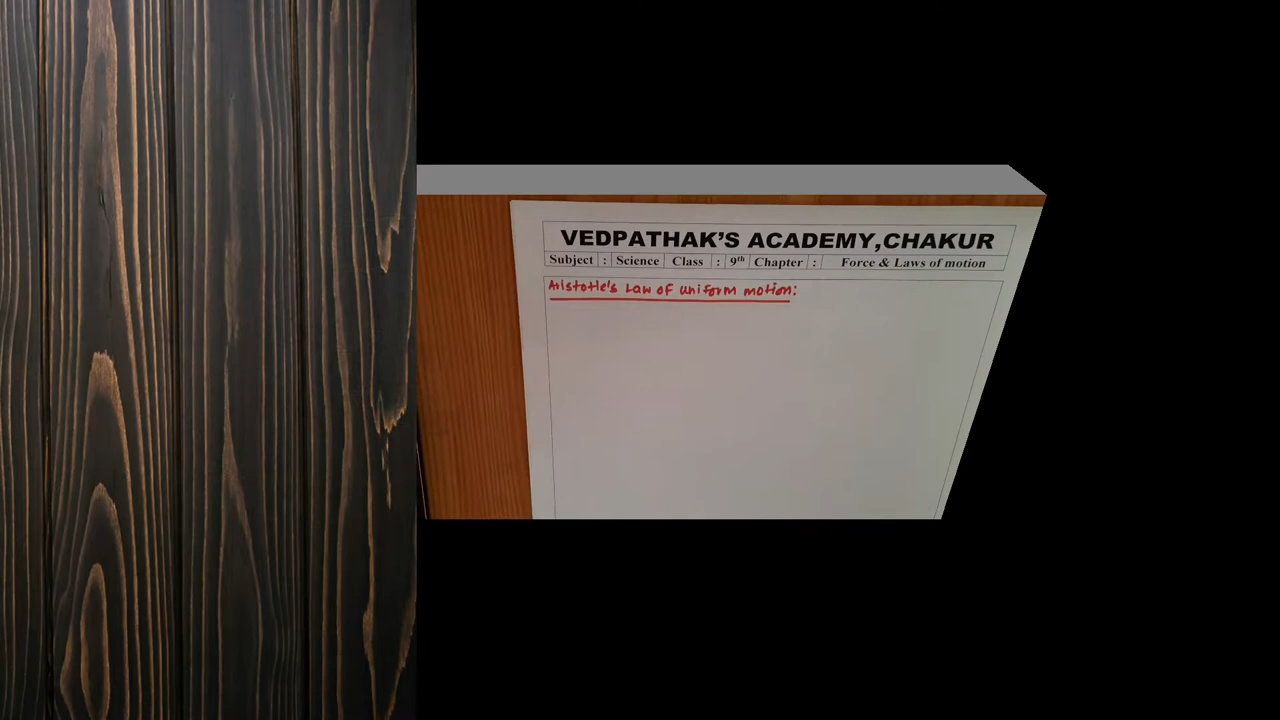 VEDPATHAK'S ACADEMY,CHAKUR
Subject : Science Class : 9th Chapter : Force & Laws of motion
Aristotle's Law of uniform motion: